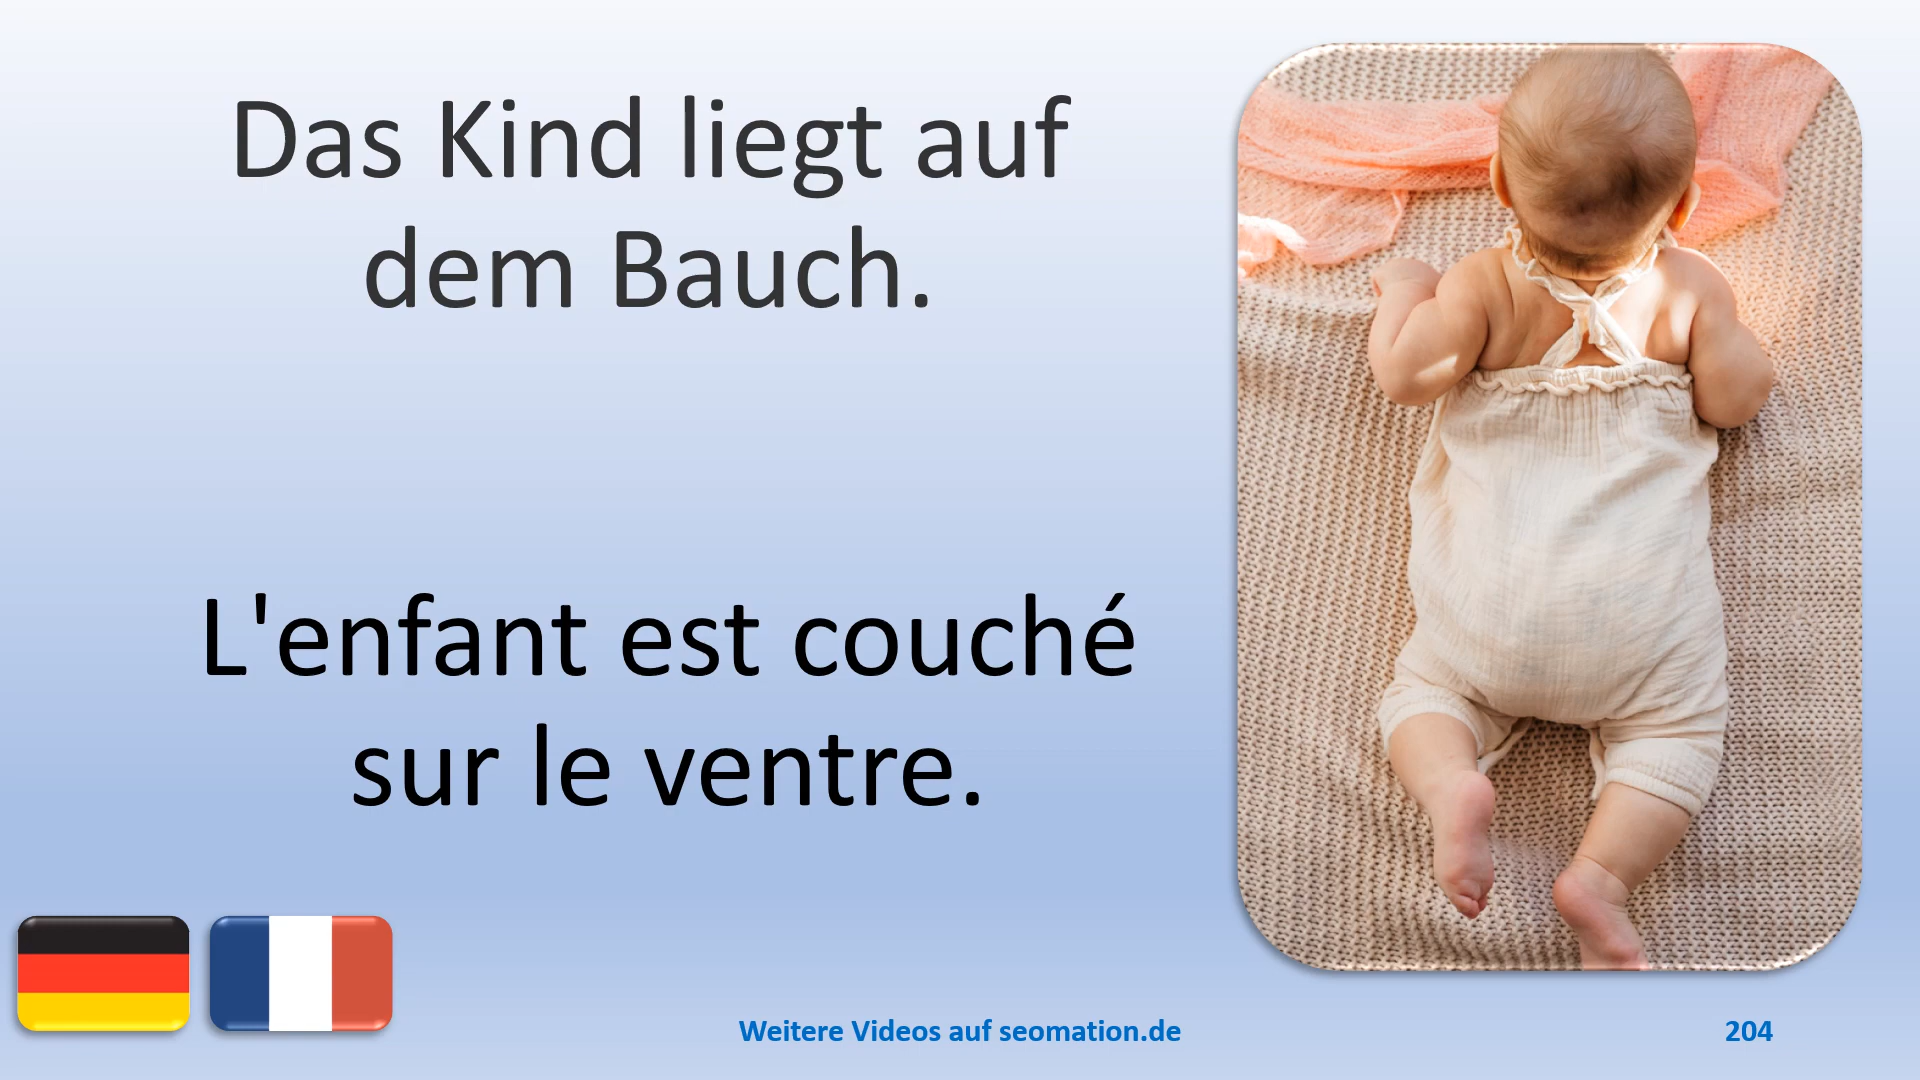 Das Kind liegt auf
dem Bauch.
L'enfant est couché
sur le ventre.
Weitere Videos auf seomation.de
204